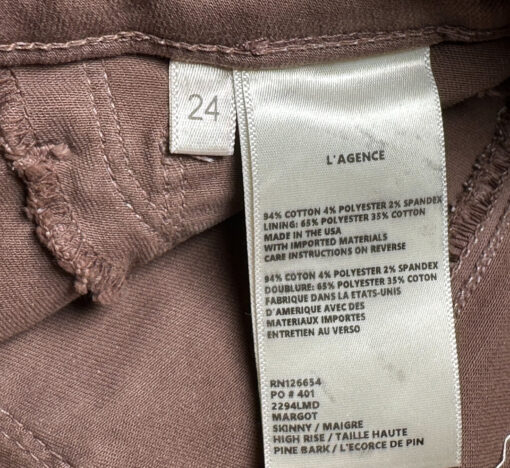 24
L'AGENCE
94% COTTON 4% POLYESTER 2% SPANDEX
LINING: 65% POLYESTER 35% COTTON
MADE IN THE USA
WITH IMPORTED MATERIALS
CARE INSTRUCTIONS ON REVERSE
94% COTON 4% POLYESTER 2% SPANDEX
DOUBLURE: 65% POLYESTER 35% COTON
FABRIQUE DANS LA ETATS-UNIS
D'AMERIQUE AVEC DES
MATERIAUX IMPORTES
ENTRETIEN AU VERSO
RN126654
PO # 401
2294LMD
MARGOT
SKINNY / MAIGRE
HIGH RISE / TAILLE HAUTE
PINE BARK / L'ECORCE DE PIN